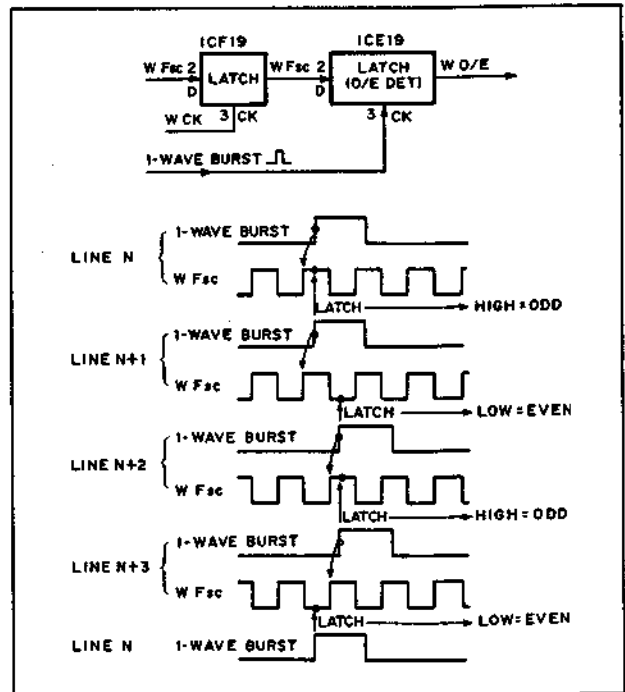 ICF19
ICE19
W Fsc 2
LATCH
W Fsc 2
LATCH
(O/E DET)
W O/E
D
D
3 CK
3 CK
W CK
1-WAVE BURST
LINE N
1-WAVE BURST
W Fsc
LATCH
HIGH=ODD
LINE N+1
1-WAVE BURST
W Fsc
LATCH
LOW=EVEN
LINE N+2
1-WAVE BURST
W Fsc
LATCH
HIGH=ODD
LINE N+3
1-WAVE BURST
W Fsc
LATCH
LOW=EVEN
LINE N
1-WAVE BURST